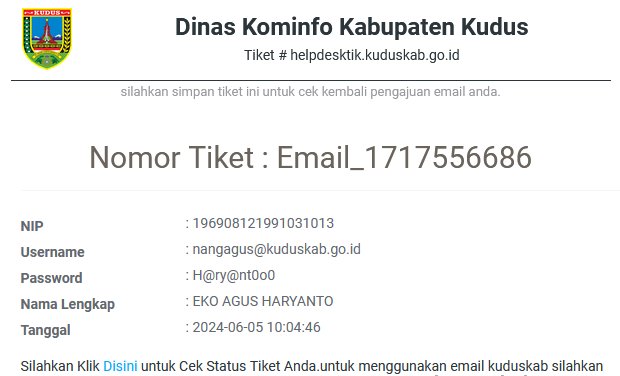 KUDUS
Dinas Kominfo Kabupaten Kudus
Tiket # helpdesktik.kuduskab.go.id
silahkan simpan tiket ini untuk cek kembali pengajuan email anda.
Nomor Tiket : Email_1717556686
NIP : 196908121991031013
Username : nangagus@kuduskab.go.id
Password : H@ry@nt0o0
Nama Lengkap : EKO AGUS HARYANTO
Tanggal : 2024-06-05 10:04:46
Silahkan Klik Disini untuk Cek Status Tiket Anda.untuk menggunakan email kuduskab silahkan